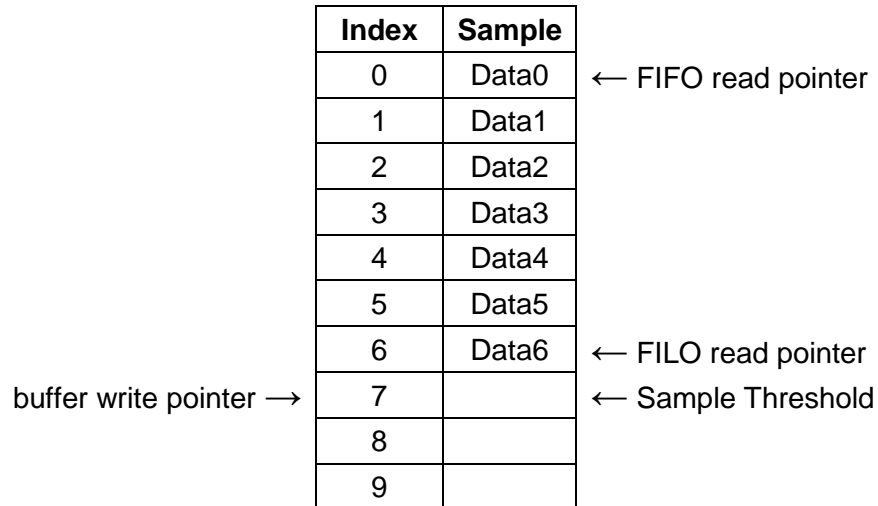 Index Sample
0 Data0 ← FIFO read pointer
1 Data1
2 Data2
3 Data3
4 Data4
5 Data5
6 Data6 ← FILO read pointer
buffer write pointer → 7 ← Sample Threshold
8
9